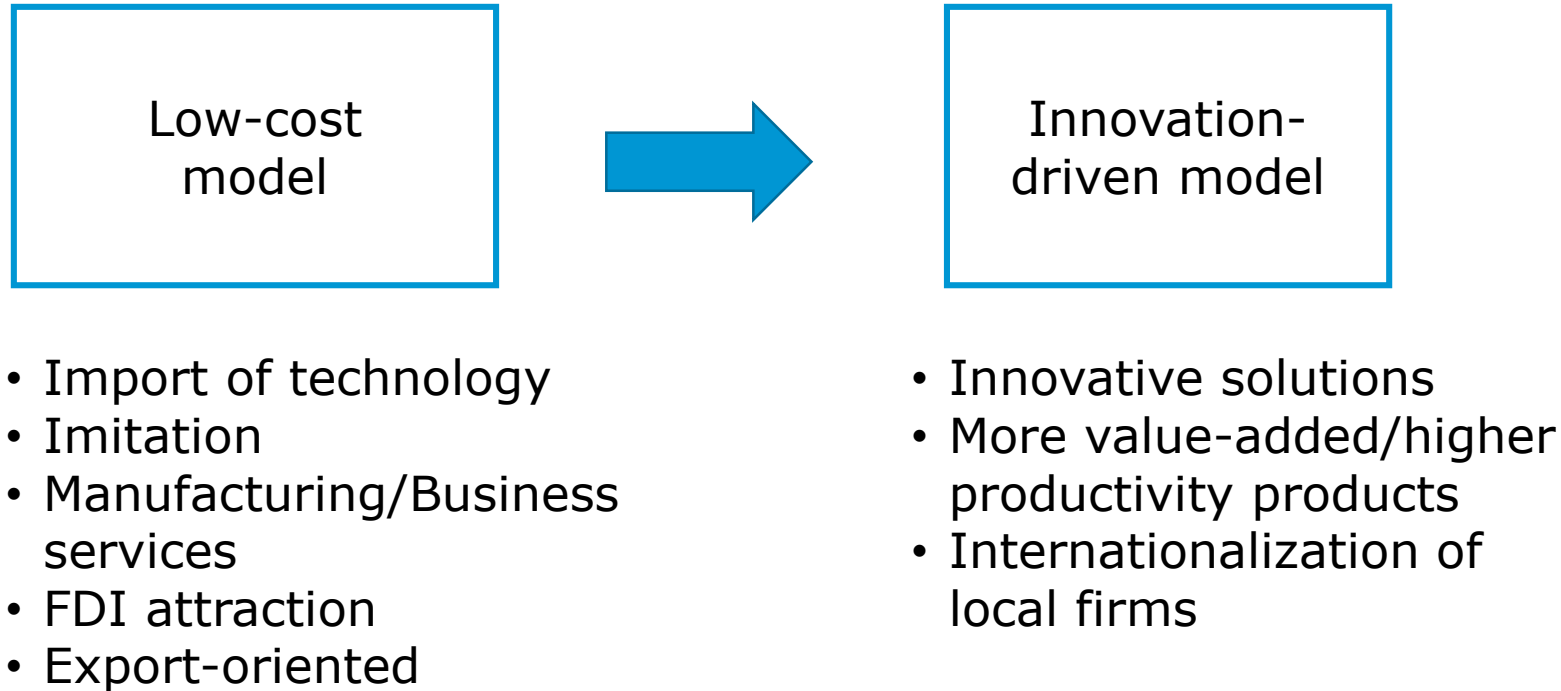 Low-cost
model
Innovation-
driven model
• Import of technology
• Imitation
• Manufacturing/Business
services
• FDI attraction
• Export-oriented
• Innovative solutions
• More value-added/higher
productivity products
• Internationalization of
local firms